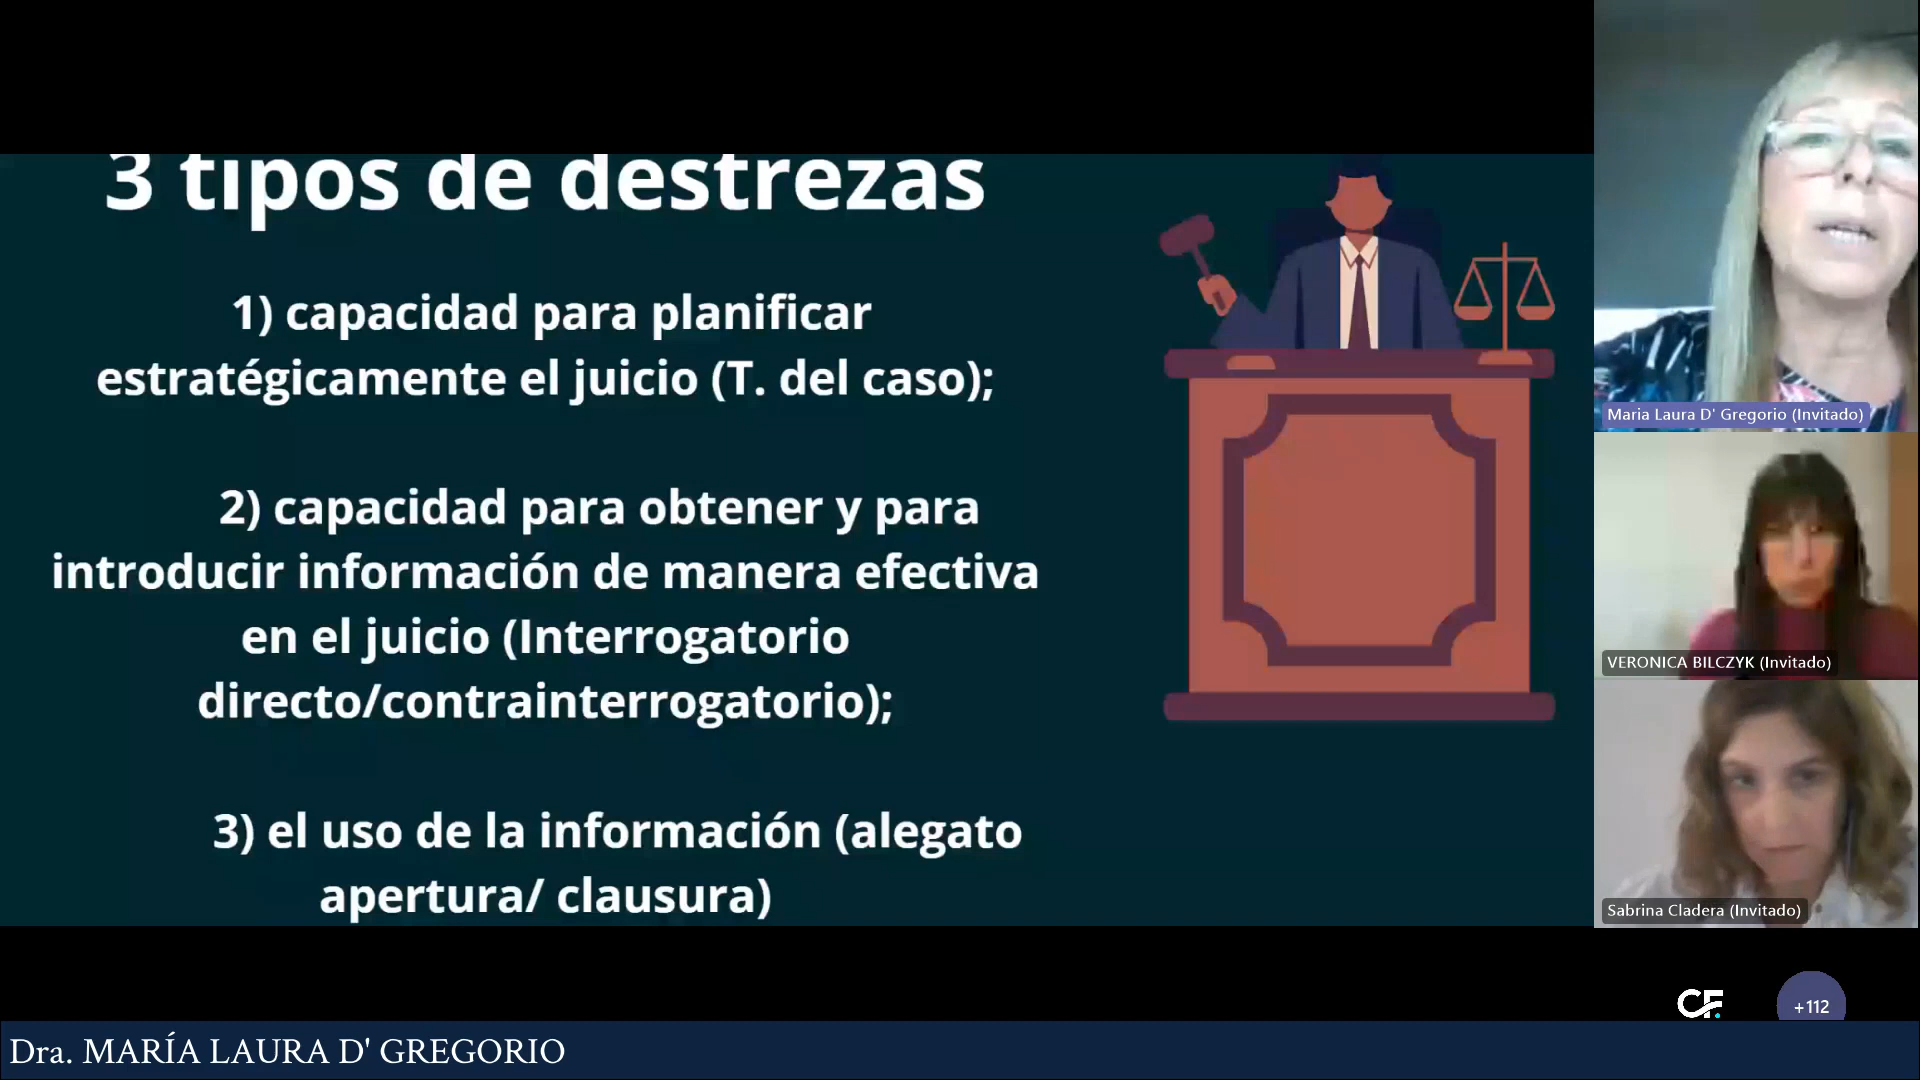 3 tipos de destrezas
1) capacidad para planificar
estratégicamente el juicio (T. del caso);
2) capacidad para obtener y para
introducir información de manera efectiva
en el juicio (Interrogatorio
directo/contrainterrogatorio);
3) el uso de la información (alegato
apertura/ clausura)
Maria Laura D' Gregorio (Invitado)
VERONICA BILCZYK (Invitado)
Sabrina Cladera (Invitado)
CF.
+112
Dra. MARÍA LAURA D' GREGORIO